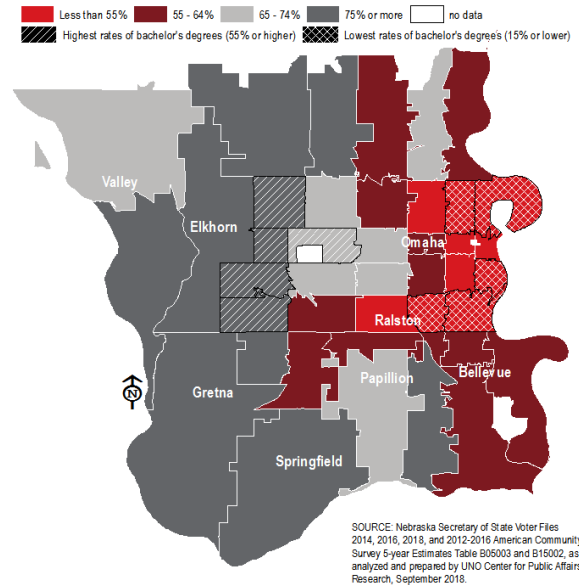 Less than 55% 55 - 64% 65 - 74% 75% or more no data
Highest rates of bachelor's degrees (55% or higher) Lowest rates of bachelor's degrees (15% or lower)
Valley
Elkhorn
Omaha
Ralston
Gretna
Papillion
Bellevue
N
Springfield
SOURCE: Nebraska Secretary of State Voter Files
2014, 2016, 2018, and 2012-2016 American Community
Survey 5-year Estimates Table B05003 and B15002, as
analyzed and prepared by UNO Center for Public Affairs
Research, September 2018.